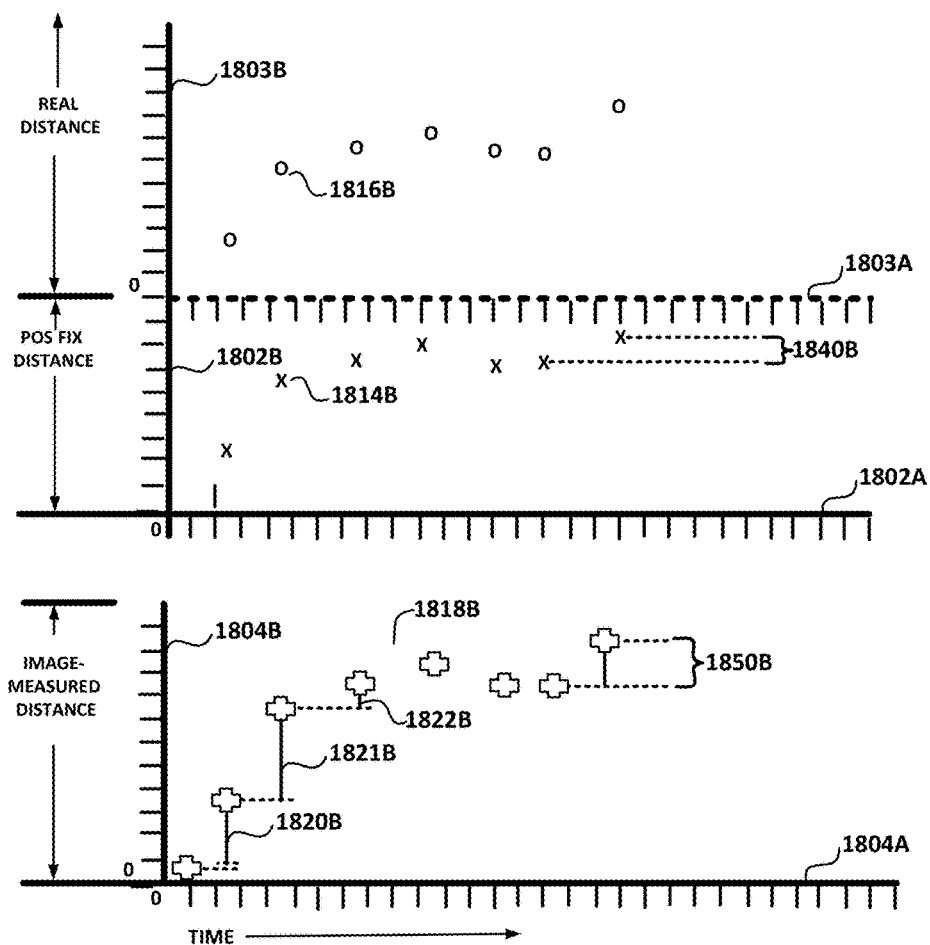 1803B
REAL
DISTANCE
O
O
O
O
O
O
O
1816B
0
1803A
POS FIX
DISTANCE
1802B
X
X
X
X
X
X
X
1840B
1814B
1802A
0
1818B
1804B
IMAGE-
MEASURED
DISTANCE
1850B
1822B
1821B
1820B
1804A
0
0
TIME